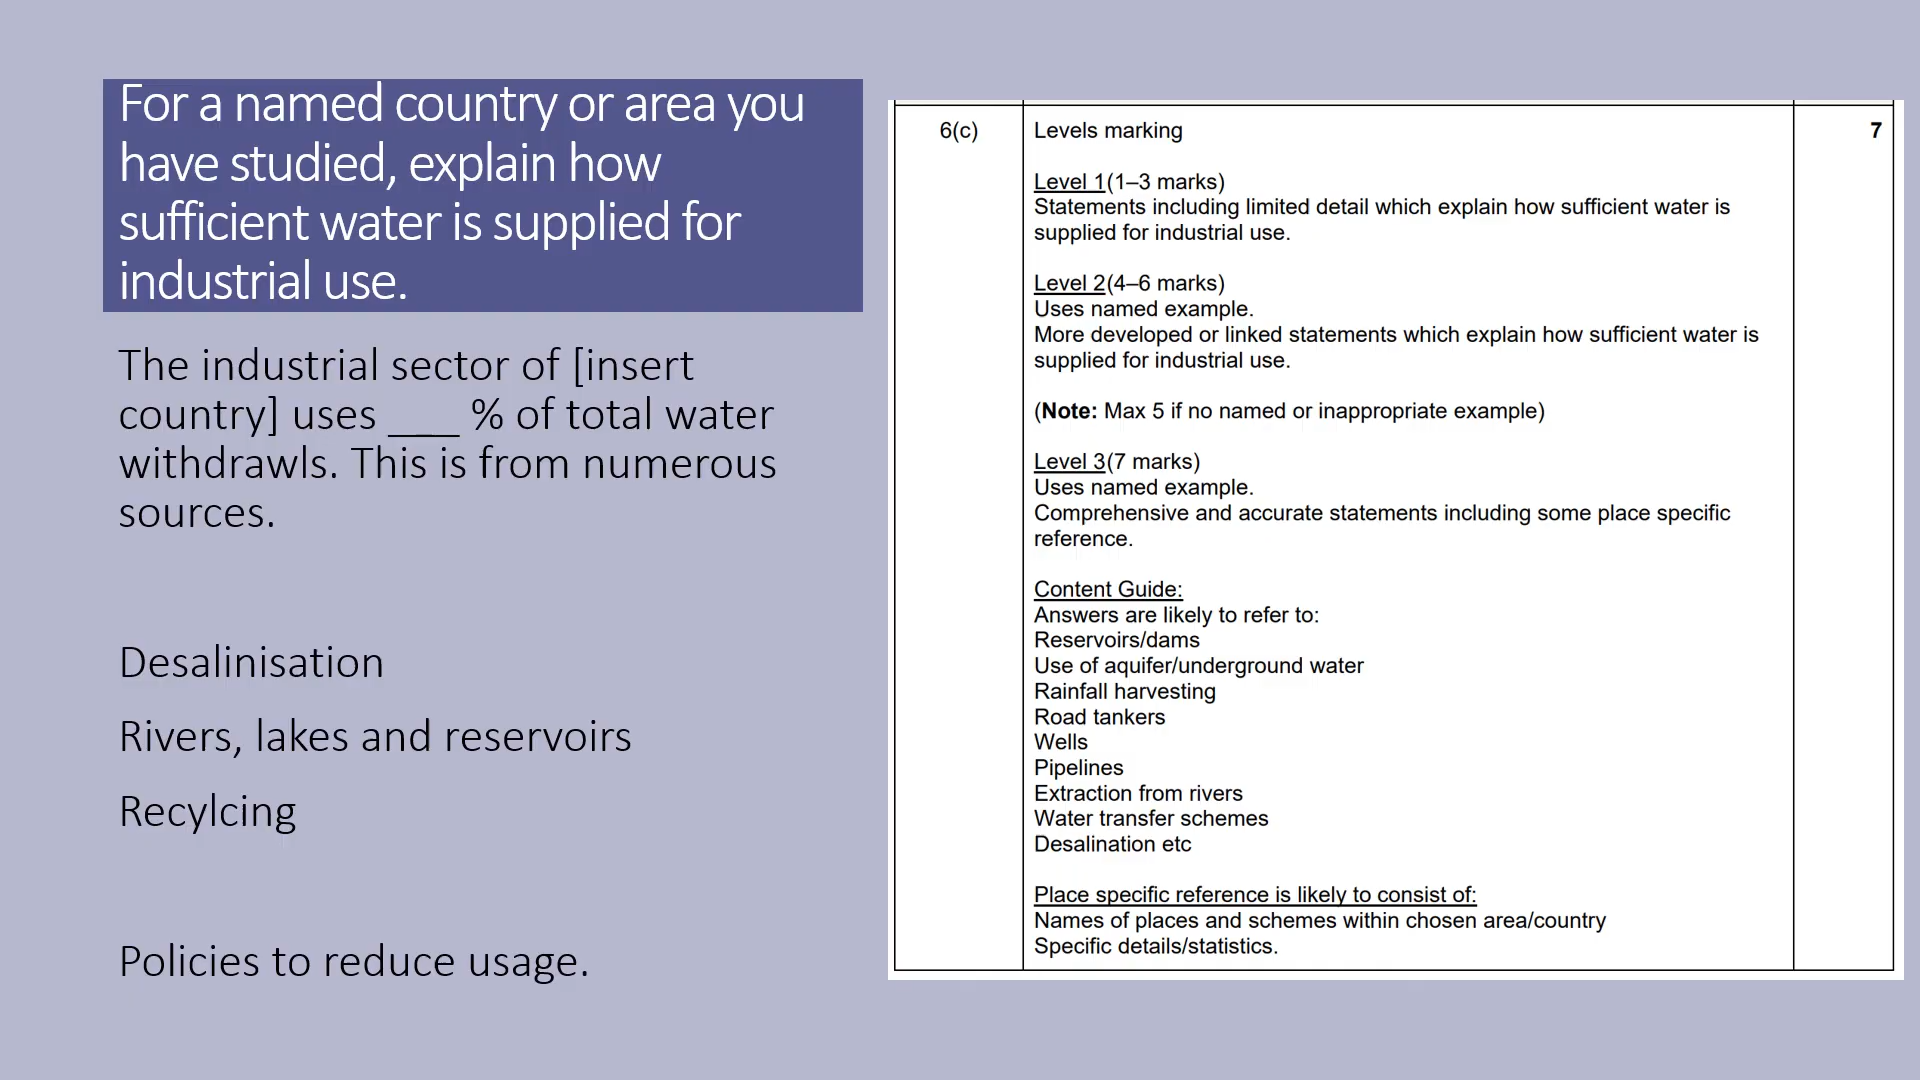 For a named country or area you
have studied, explain how
sufficient water is supplied for
industrial use.
The industrial sector of [insert
country] uses ___ % of total water
withdrawls. This is from numerous
sources.
Desalinisation
Rivers, lakes and reservoirs
Recylcing
Policies to reduce usage.
6(c)
Levels marking
7
Level 1(1–3 marks)
Statements including limited detail which explain how sufficient water is
supplied for industrial use.
Level 2(4–6 marks)
Uses named example.
More developed or linked statements which explain how sufficient water is
supplied for industrial use.
(Note: Max 5 if no named or inappropriate example)
Level 3(7 marks)
Uses named example.
Comprehensive and accurate statements including some place specific
reference.
Content Guide:
Answers are likely to refer to:
Reservoirs/dams
Use of aquifer/underground water
Rainfall harvesting
Road tankers
Wells
Pipelines
Extraction from rivers
Water transfer schemes
Desalination etc
Place specific reference is likely to consist of:
Names of places and schemes within chosen area/country
Specific details/statistics.